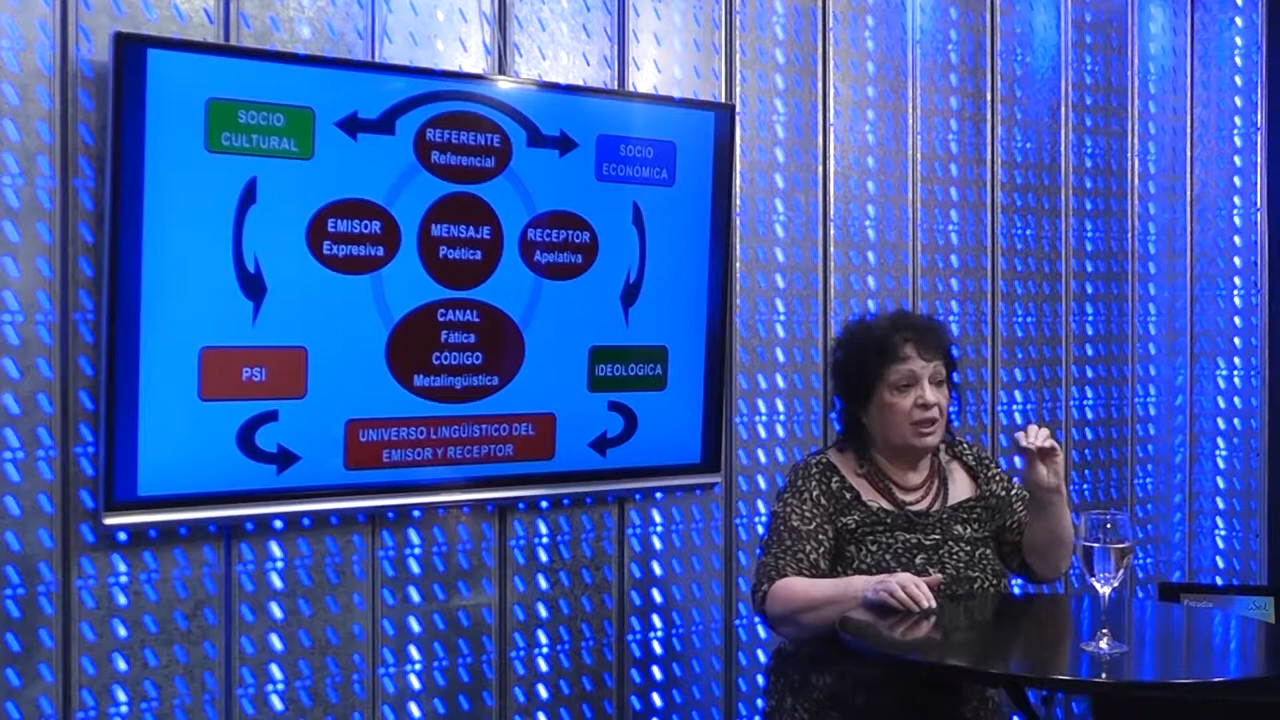 SOCIO
CULTURAL
REFERENTE
Referencial
SOCIO
ECONÓMICA
EMISOR
Expresiva
MENSAJE
Poética
RECEPTOR
Apelativa
CANAL
Fática
CÓDIGO
Metalingüística
PSI
IDEOLÓGICA
UNIVERSO LINGÜÍSTICO DEL
EMISOR Y RECEPTOR